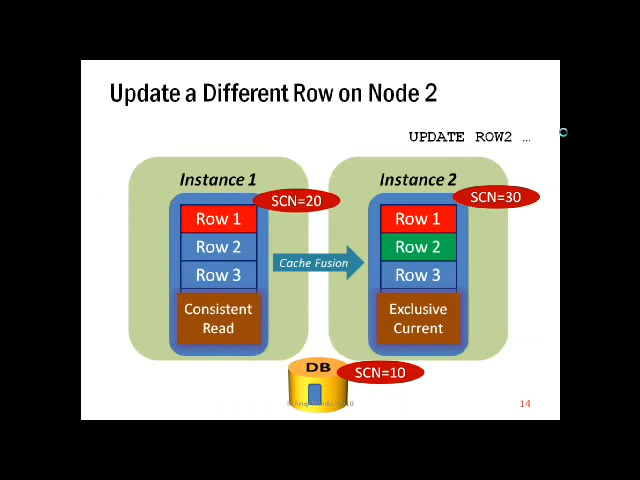 Update a Different Row on Node 2
UPDATE ROW2 …
Instance 1
SCN=20
Row 1
Row 2
Row 3
Consistent
Read
Cache Fusion
Instance 2
SCN=30
Row 1
Row 2
Row 3
Exclusive
Current
DB
SCN=10
14